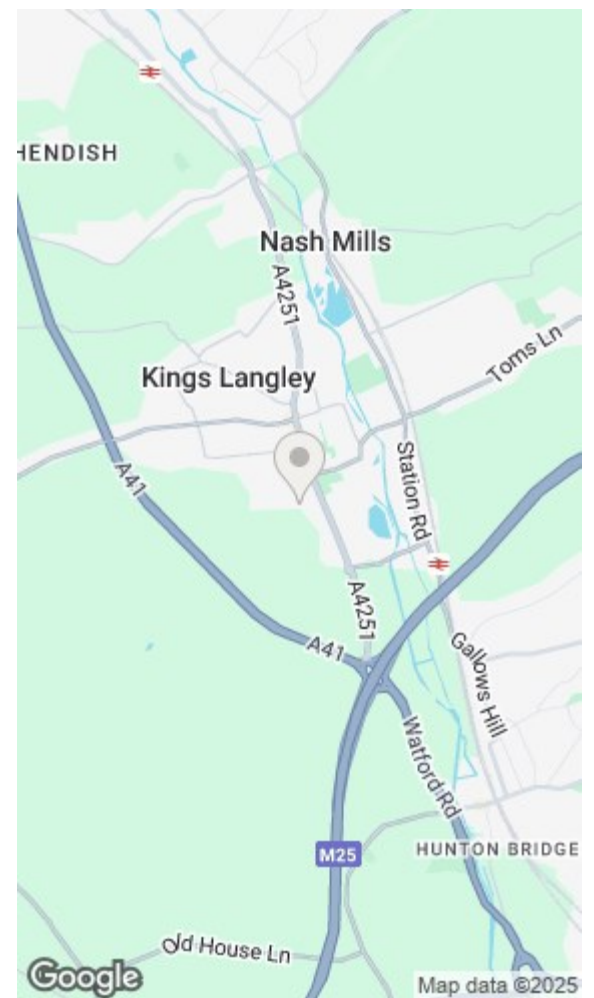 HENDISH
Nash Mills
A4251
Toms Ln
Kings Langley
A41
Station Rd
A4251
A41
Gallows Hill
Watford Rd
M25
HUNTON BRIDGE
Old House Ln
Google
Map data ©2025